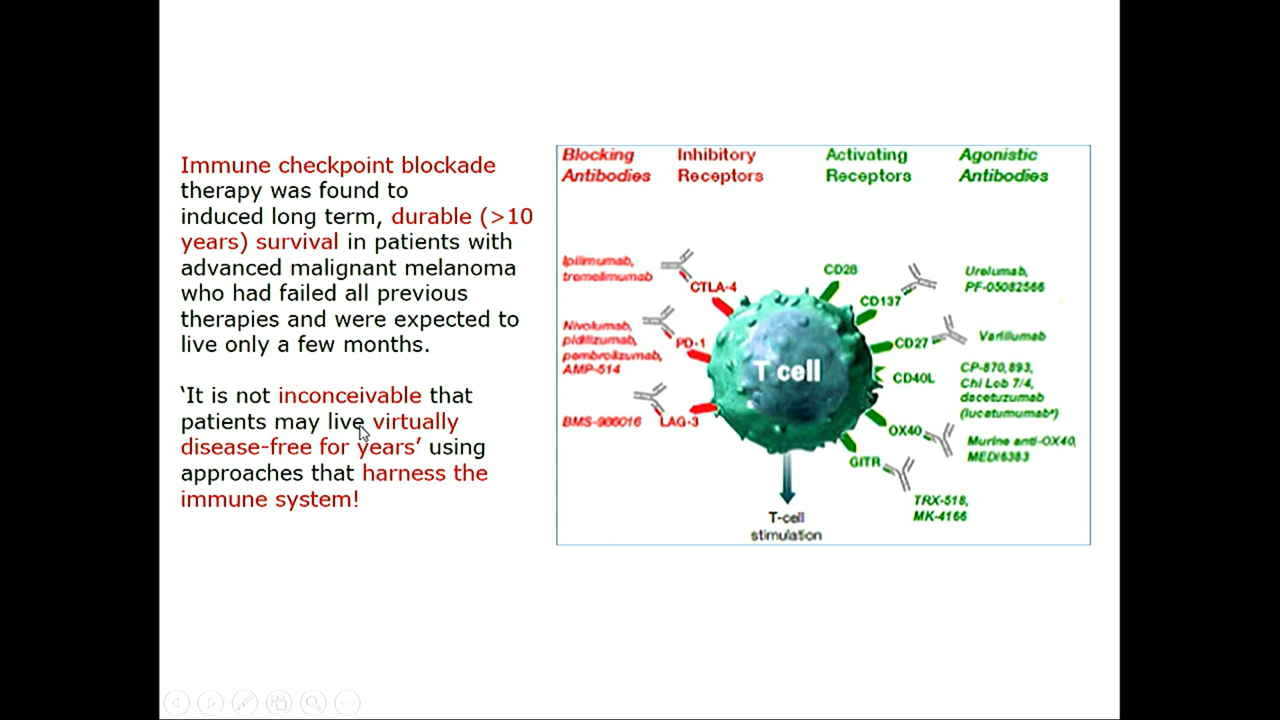 Immune checkpoint blockade
therapy was found to
induced long term, durable (>10
years) survival in patients with
advanced malignant melanoma
who had failed all previous
therapies and were expected to
live only a few months.
‘It is not inconceivable that
patients may live virtually
disease-free for years’ using
approaches that harness the
immune system!
Blocking
Antibodies
Inhibitory
Receptors
Activating
Receptors
Agonistic
Antibodies
Ipilimumab,
tremelimumab
CTLA-4
Nivolumab,
pidilizumab,
pembrolizumab,
AMP-514
PD-1
BMS-986016
LAG-3
T cell
CD28
CD137
Urelumab,
PF-05082566
CD27
Varlilumab
CD40L
CP-870,893,
Chi Lob 7/4,
dacetuzumab
(lucatumumab*)
OX40
Murine anti-OX40,
MEDI6383
GITR
TRX-518,
MK-4166
T-cell
stimulation